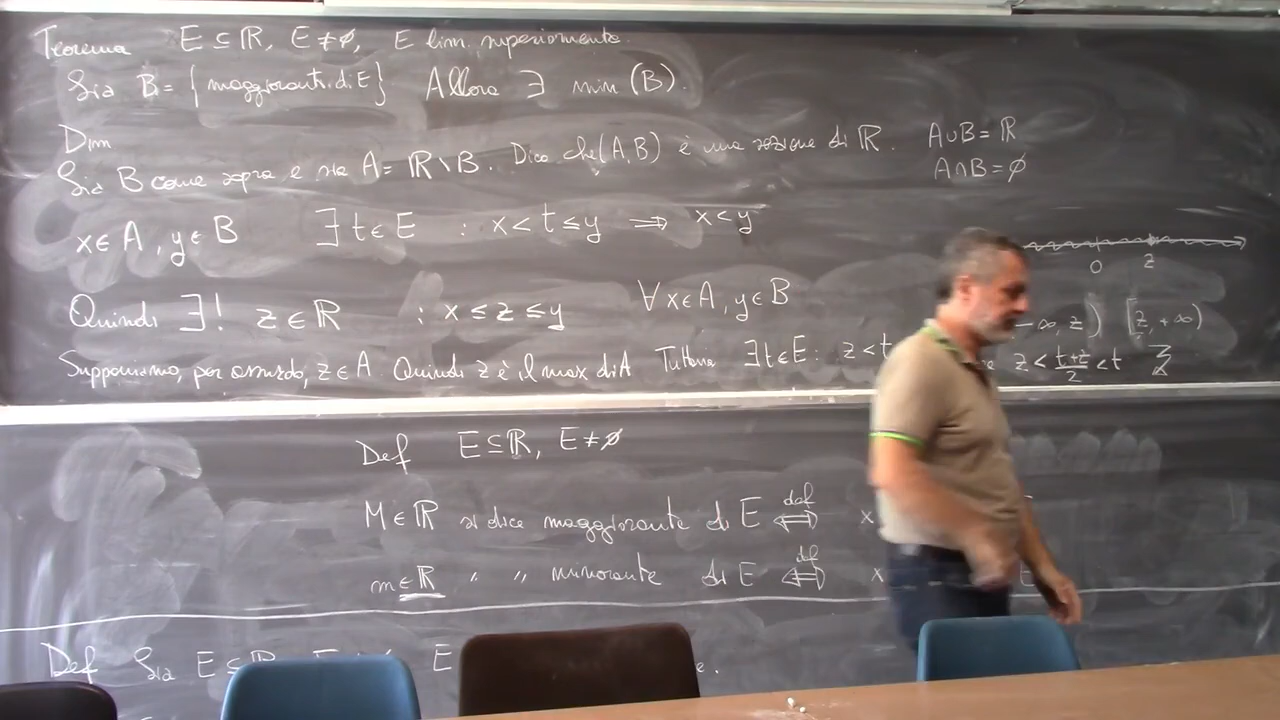 Teorema E ⊆ ℝ, E ≠ ∅, E lim. superiormente.
Sia B = {maggioranti di E} Allora ∃ min (B).
Dim
Sia B come sopra e sia A = ℝ \ B. Dico che (A,B) è una sezione di ℝ. A∪B = ℝ
A∩B = ∅
x ∈ A, y ∈ B ∃ t ∈ E : x < t ≤ y ⟹ x < y
0 z
Quindi ∃! z ∈ ℝ : x ≤ z ≤ y ∀ x ∈ A, y ∈ B
-∞, z) [z, +∞)
Supponiamo, per assurdo, z ∈ A. Quindi z è il max di A Tuttavia ∃ t ∈ E : z < t z < (t+z)/2 < t
Def E ⊆ ℝ, E ≠ ∅
M ∈ ℝ si dice maggiorante di E ⟺ def x
m ∈ ℝ " " minorante di E ⟺ def x E
Def Sia E ⊆ ℝ, E